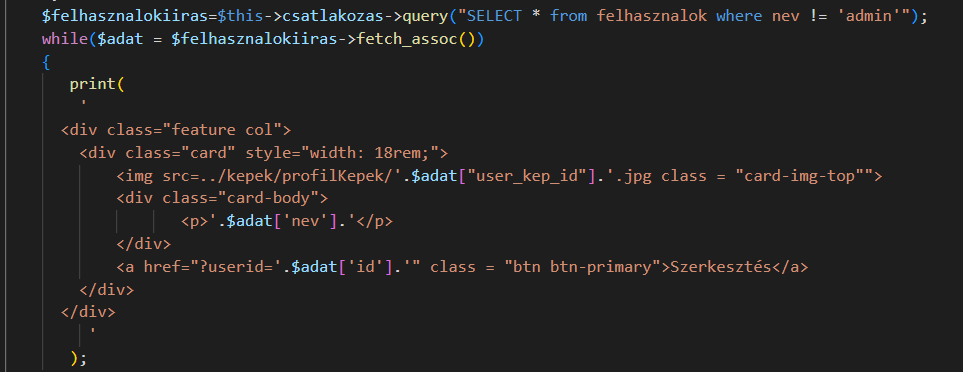 $felhasznalokiiras=$this->csatlakozas->query("SELECT * from felhasznalok where nev != 'admin'");
while($adat = $felhasznalokiiras->fetch_assoc())
{
print(
'
<div class="feature col">
<div class="card" style="width: 18rem;">
<img src=../kepek/profilKepek/'.$adat["user_kep_id"].'.jpg class = "card-img-top"">
<div class="card-body">
<p>'.$adat['nev'].'</p>
</div>
<a href="?userid='.$adat['id'].'" class = "btn btn-primary">Szerkesztés</a>
</div>
</div>
'
);